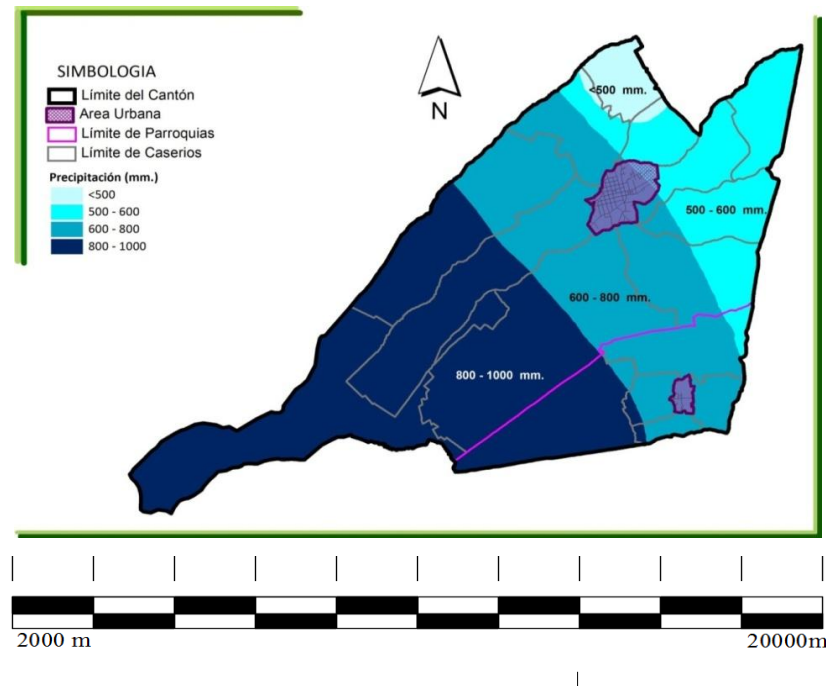 SIMBOLOGIA
Límite del Cantón
Area Urbana
Límite de Parroquias
Límite de Caserios
Precipitación (mm.)
<500
500 - 600
600 - 800
800 - 1000
N
<500 mm.
500 - 600 mm.
600 - 800 mm.
800 - 1000 mm.
2000 m
20000m